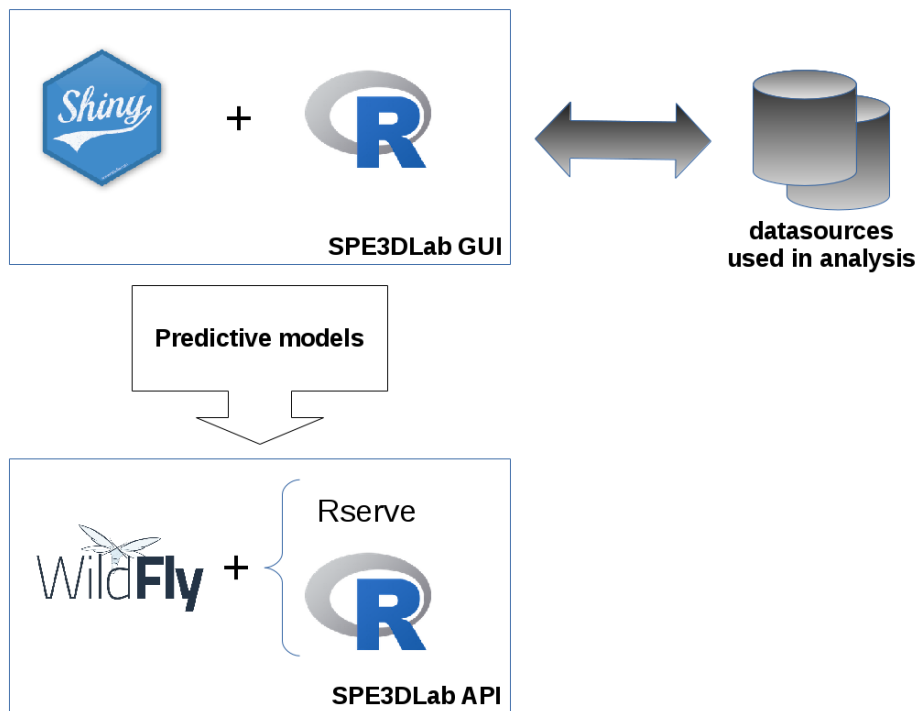 Shiny
+
R
SPE3DLab GUI
datasources
used in analysis
Predictive models
WildFly
+
Rserve
R
SPE3DLab API